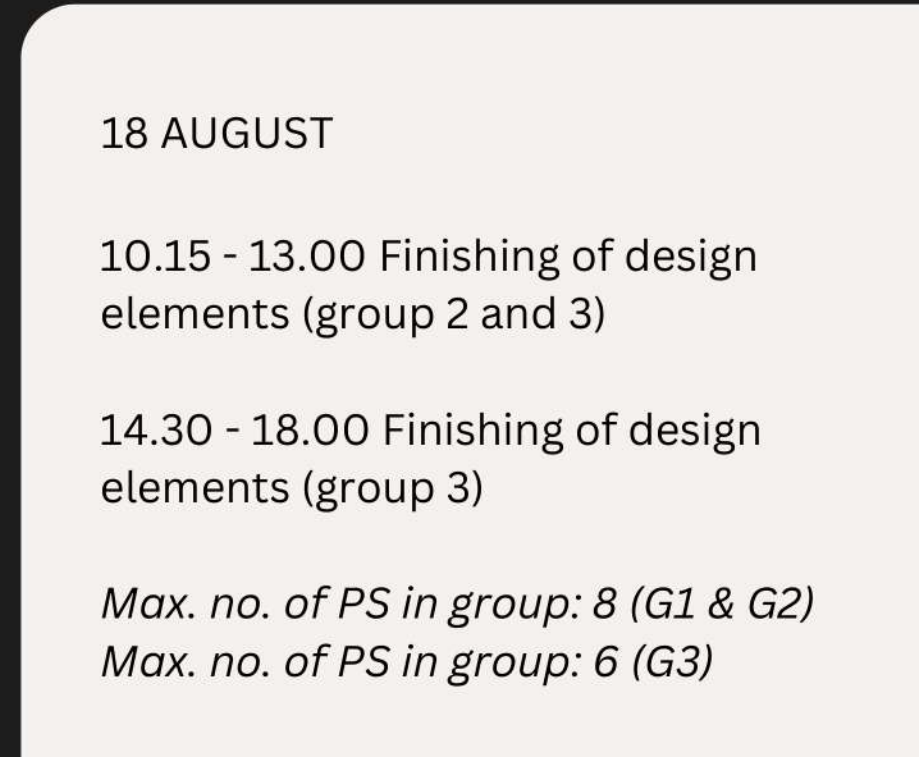 18 AUGUST
10.15 - 13.00 Finishing of design
elements (group 2 and 3)
14.30 - 18.00 Finishing of design
elements (group 3)
Max. no. of PS in group: 8 (G1 & G2)
Max. no. of PS in group: 6 (G3)